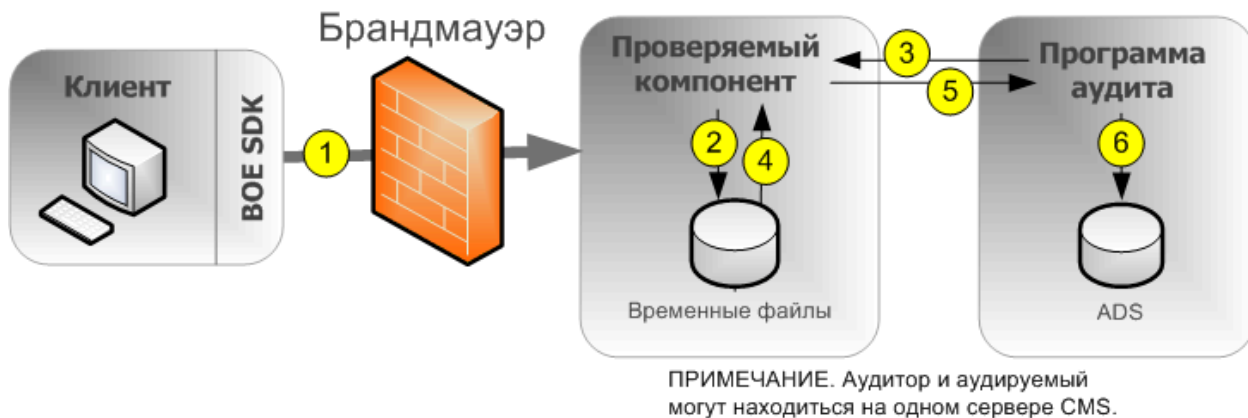 Брандмауэр
Клиент
BOE SDK
1
Проверяемый
компонент
2
4
Временные файлы
3
5
Программа
аудита
6
ADS
ПРИМЕЧАНИЕ. Аудитор и аудируемый
могут находиться на одном сервере CMS.